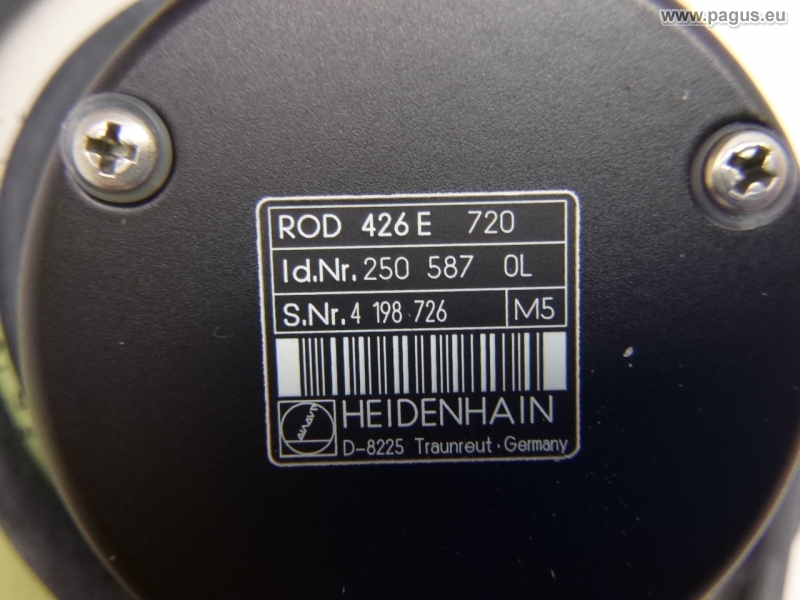 www.pagus.eu
ROD 426 E 720
Id.Nr. 250 587 0L
S.Nr. 4 198 726 M5
HEIDENHAIN
D-8225 Traunreut · Germany